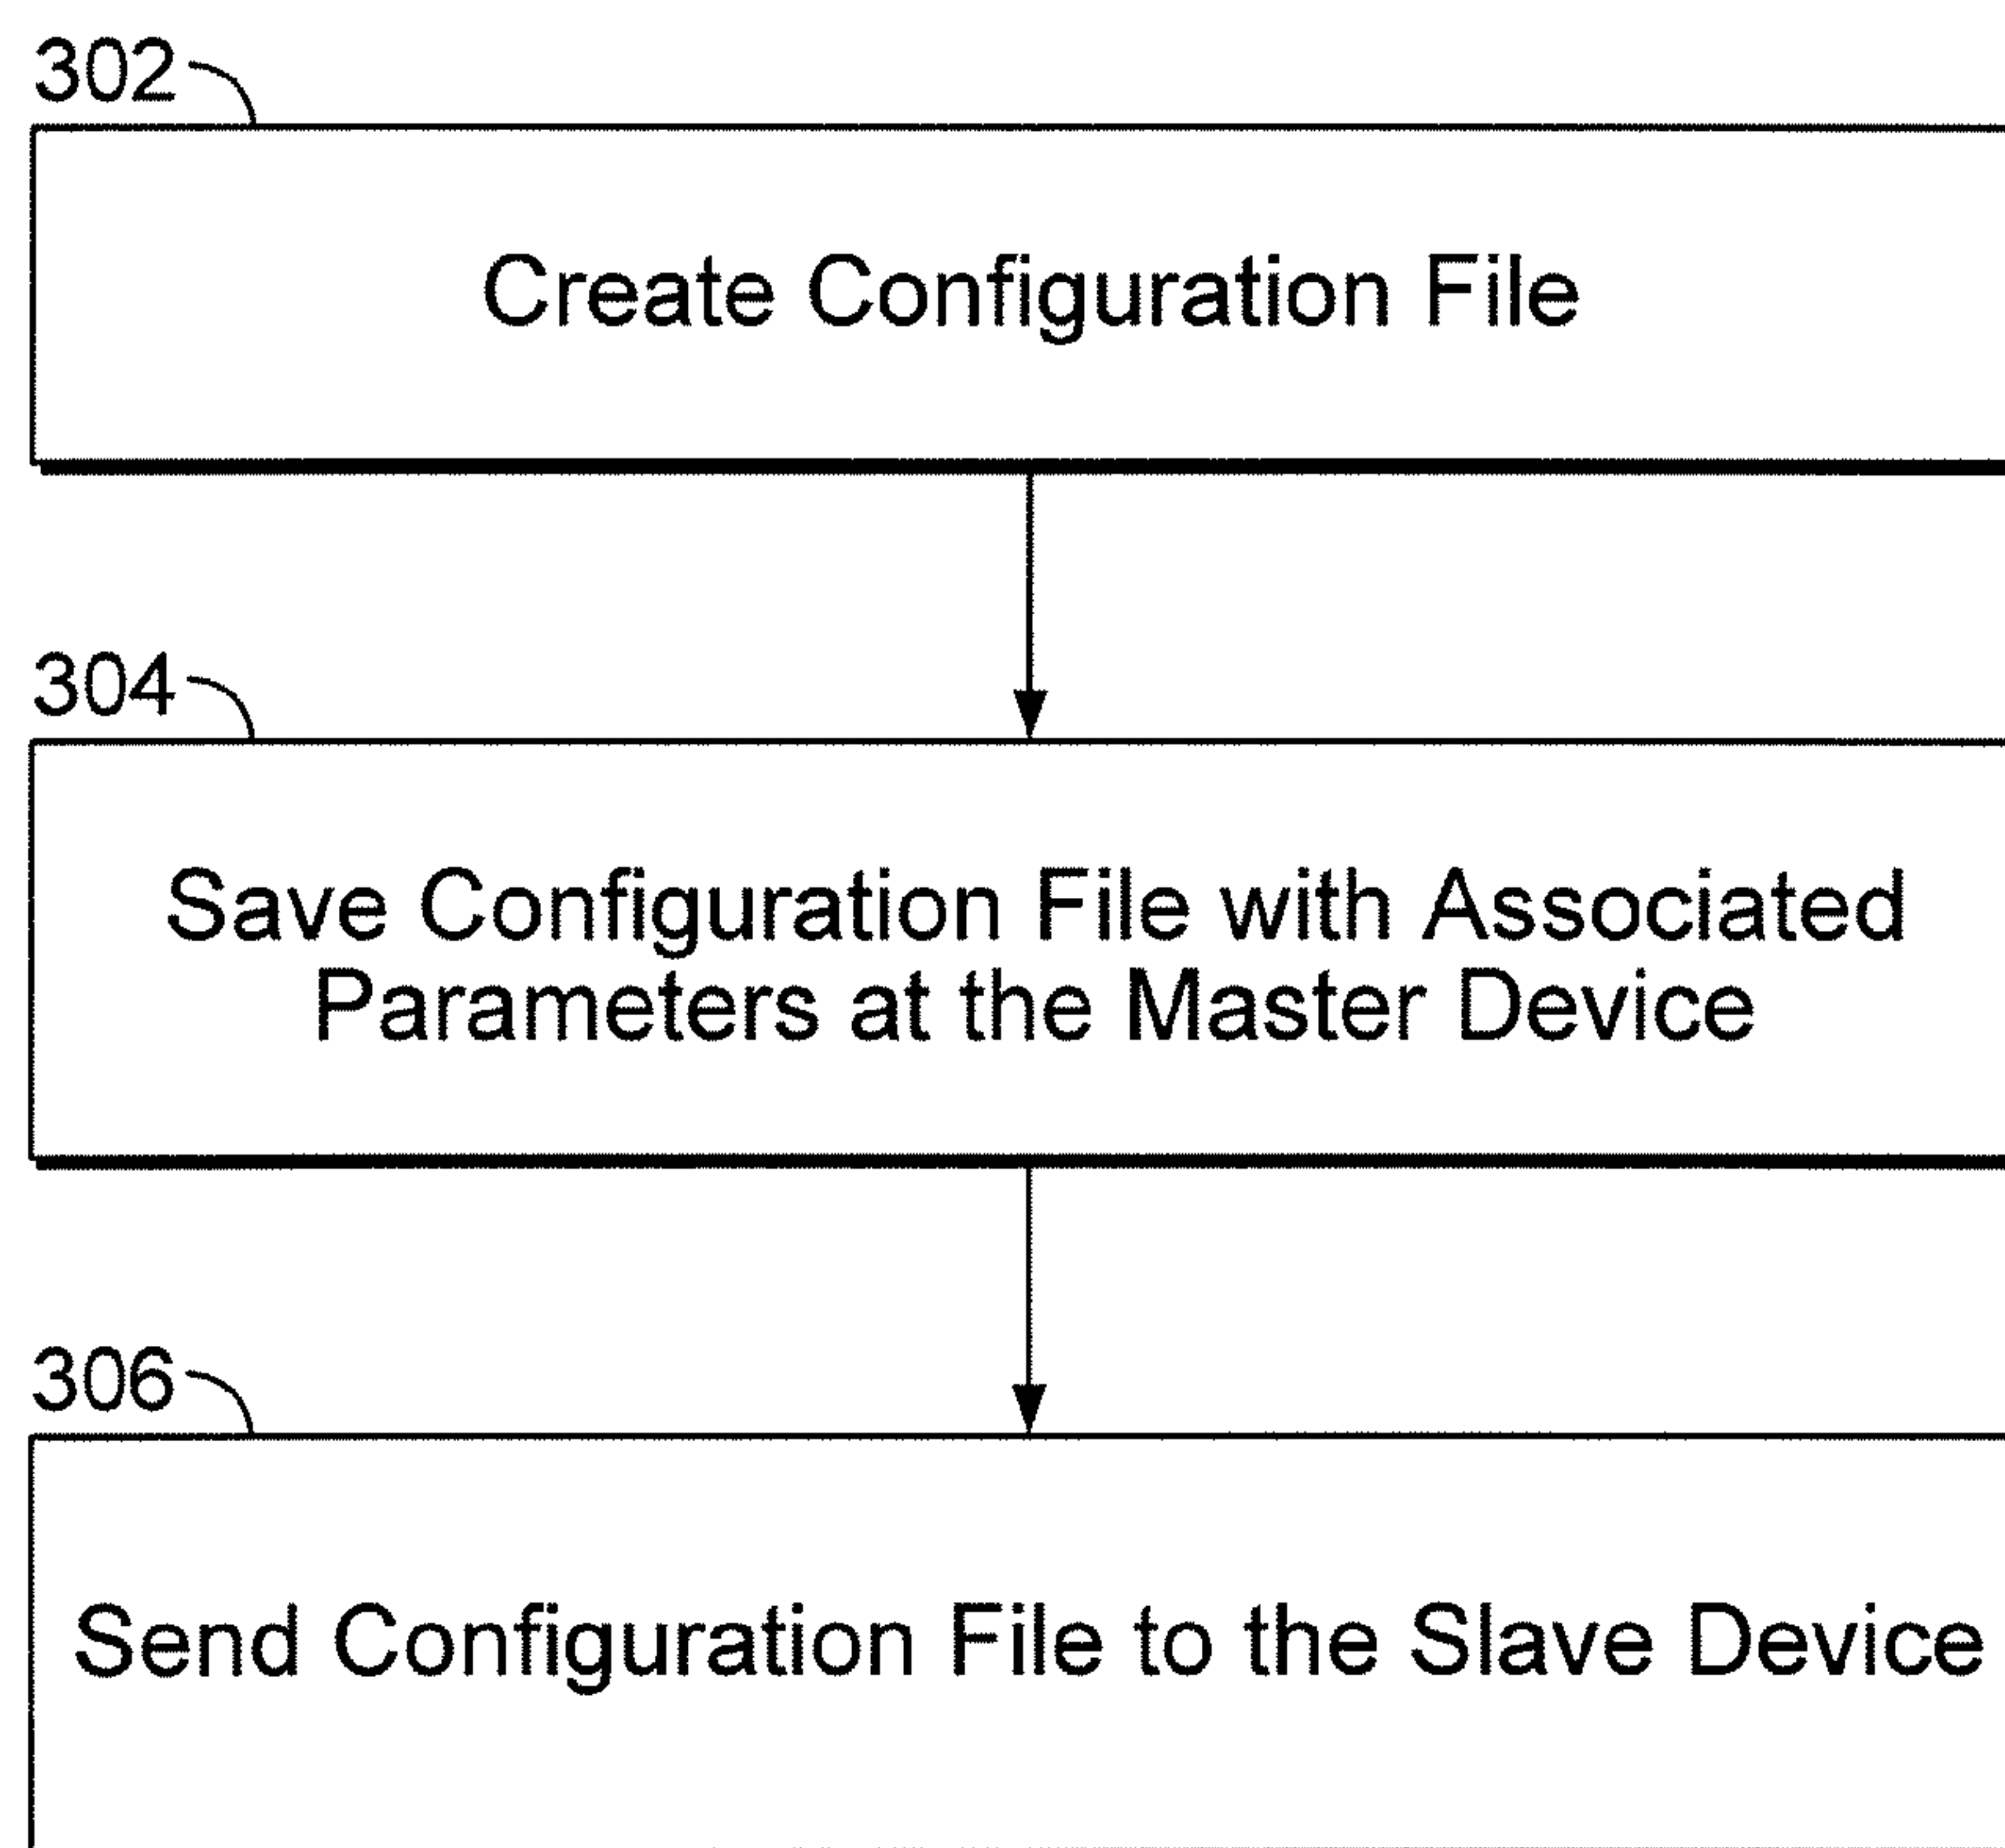 302
Create Configuration File
304
Save Configuration File with Associated
Parameters at the Master Device
306
Send Configuration File to the Slave Device